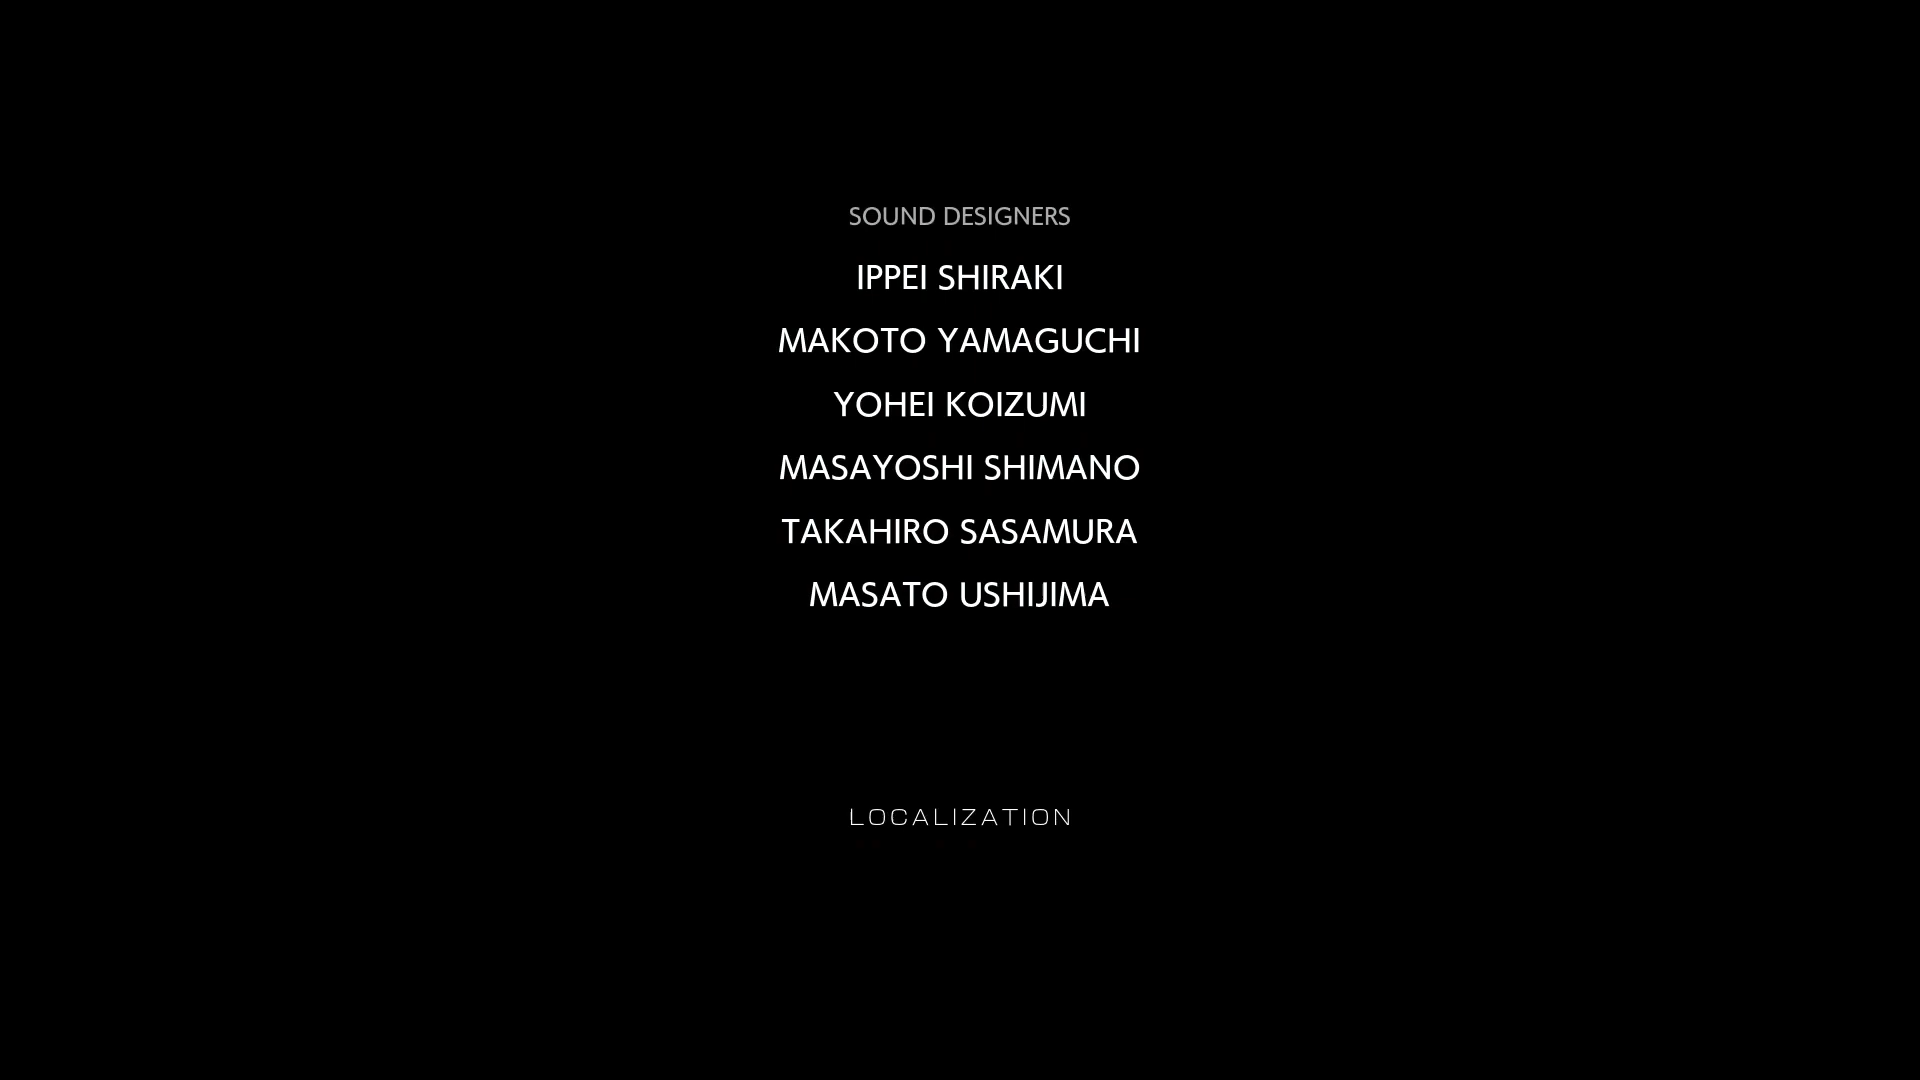 SOUND DESIGNERS
IPPEI SHIRAKI
MAKOTO YAMAGUCHI
YOHEI KOIZUMI
MASAYOSHI SHIMANO
TAKAHIRO SASAMURA
MASATO USHIJIMA
LOCALIZATION